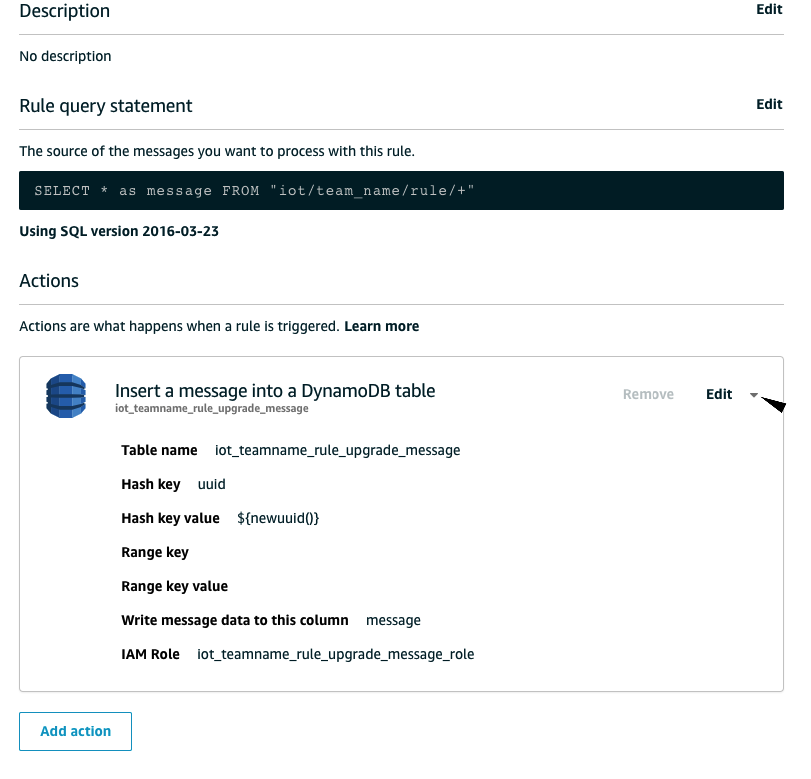 Description Edit
No description
Rule query statement Edit
The source of the messages you want to process with this rule.
SELECT * as message FROM "iot/team_name/rule/+"
Using SQL version 2016-03-23
Actions
Actions are what happens when a rule is triggered. Learn more
Insert a message into a DynamoDB table Remove Edit
iot_teamname_rule_upgrade_message
Table name iot_teamname_rule_upgrade_message
Hash key uuid
Hash key value ${newuuid()}
Range key
Range key value
Write message data to this column message
IAM Role iot_teamname_rule_upgrade_message_role
Add action